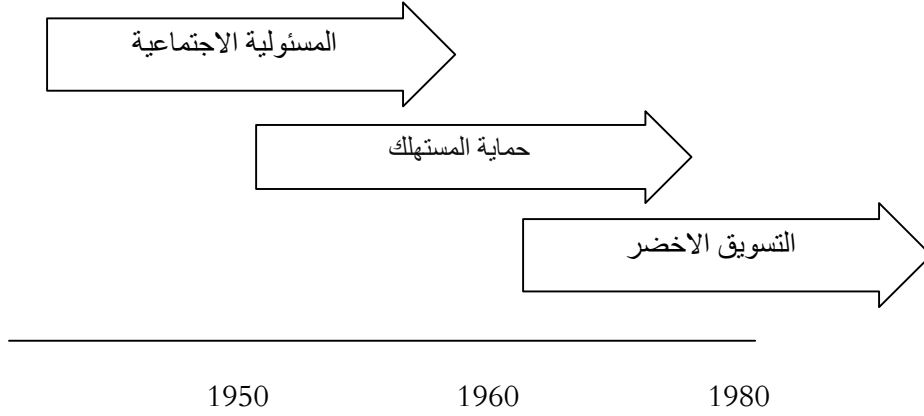 المسئولية الاجتماعية
حماية المستهلك
التسويق الاخضر
1950 1960 1980